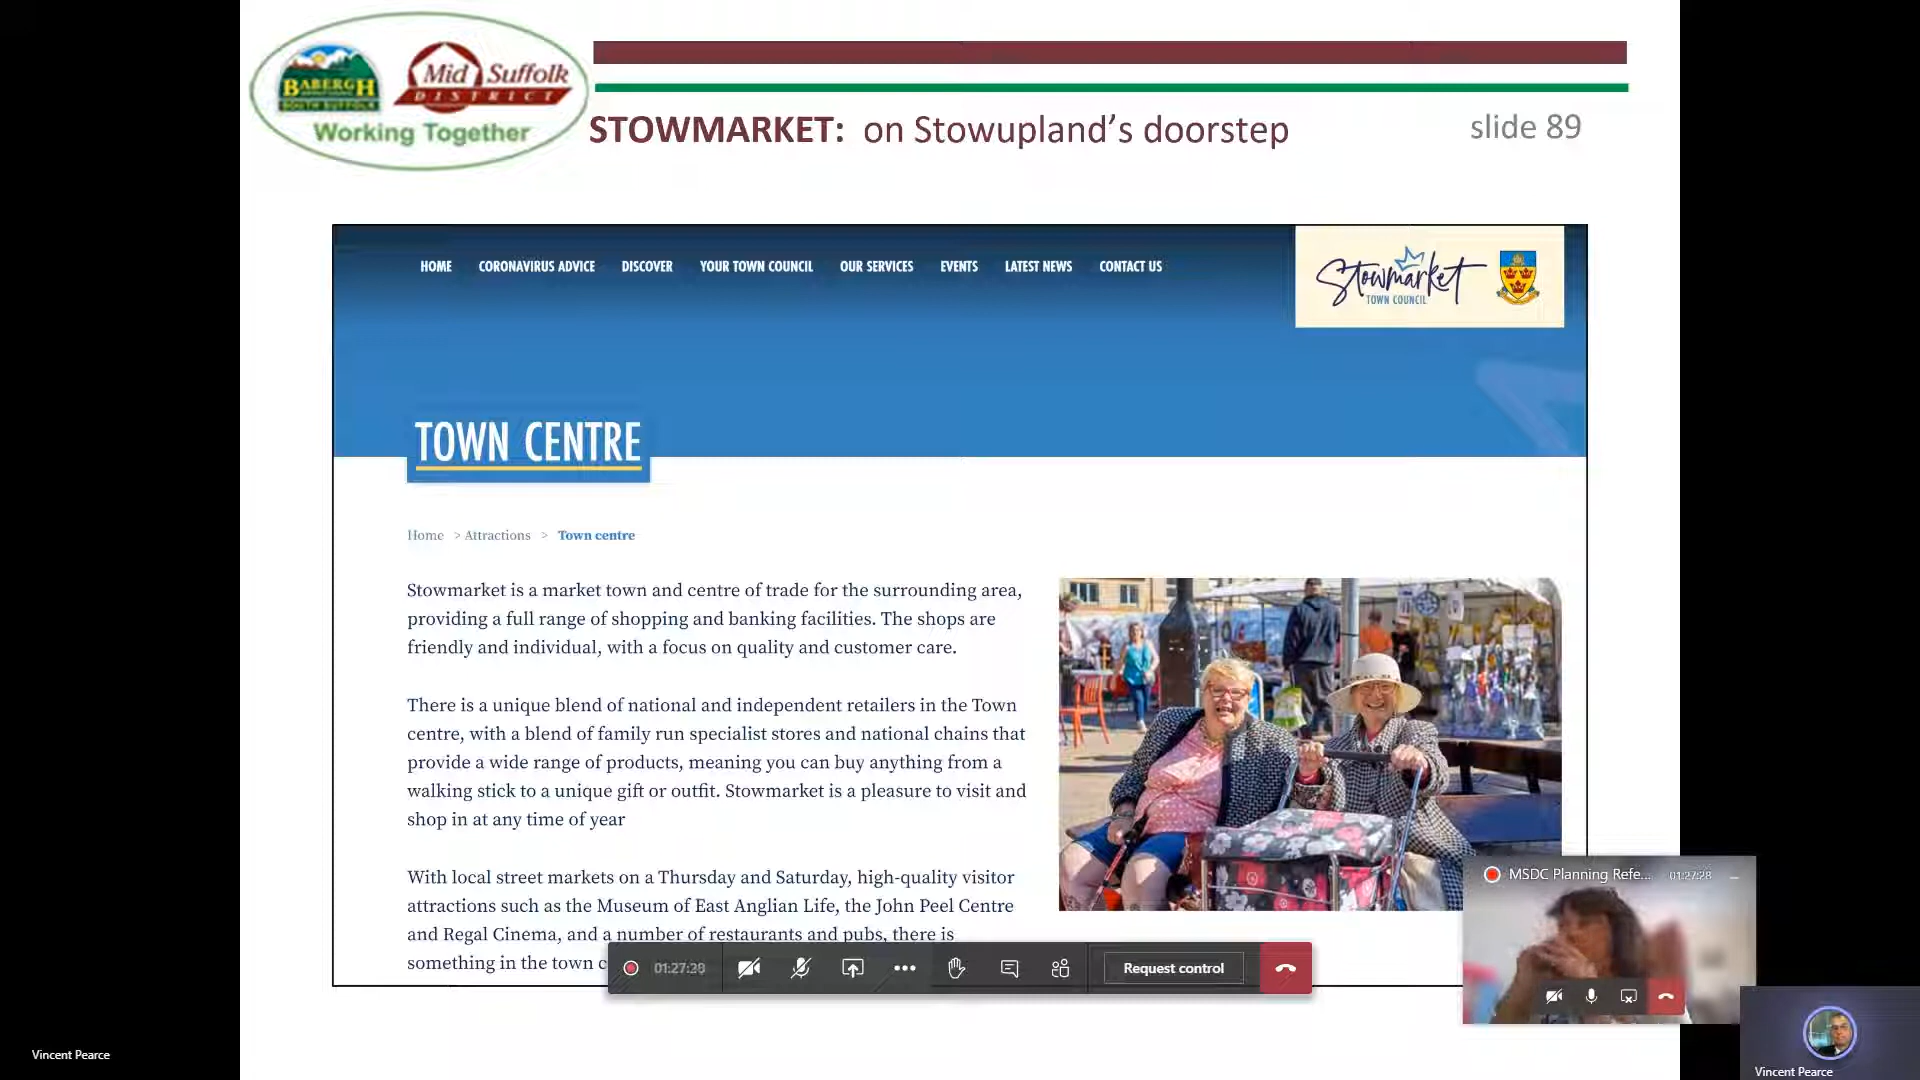 BABERGH
SOUTH SUFFOLK
Mid Suffolk
DISTRICT
Working Together
STOWMARKET: on Stowupland's doorstep
slide 89
HOME CORONAVIRUS ADVICE DISCOVER YOUR TOWN COUNCIL OUR SERVICES EVENTS LATEST NEWS CONTACT US
Stowmarket
TOWN COUNCIL
TOWN CENTRE
Home > Attractions > Town centre
Stowmarket is a market town and centre of trade for the surrounding area,
providing a full range of shopping and banking facilities. The shops are
friendly and individual, with a focus on quality and customer care.
There is a unique blend of national and independent retailers in the Town
centre, with a blend of family run specialist stores and national chains that
provide a wide range of products, meaning you can buy anything from a
walking stick to a unique gift or outfit. Stowmarket is a pleasure to visit and
shop in at any time of year
With local street markets on a Thursday and Saturday, high-quality visitor
attractions such as the Museum of East Anglian Life, the John Peel Centre
and Regal Cinema, and a number of restaurants and pubs, there is
something in the town c
01:27:28
Request control
MSDC Planning Refe... 01:27:28
Vincent Pearce
Vincent Pearce